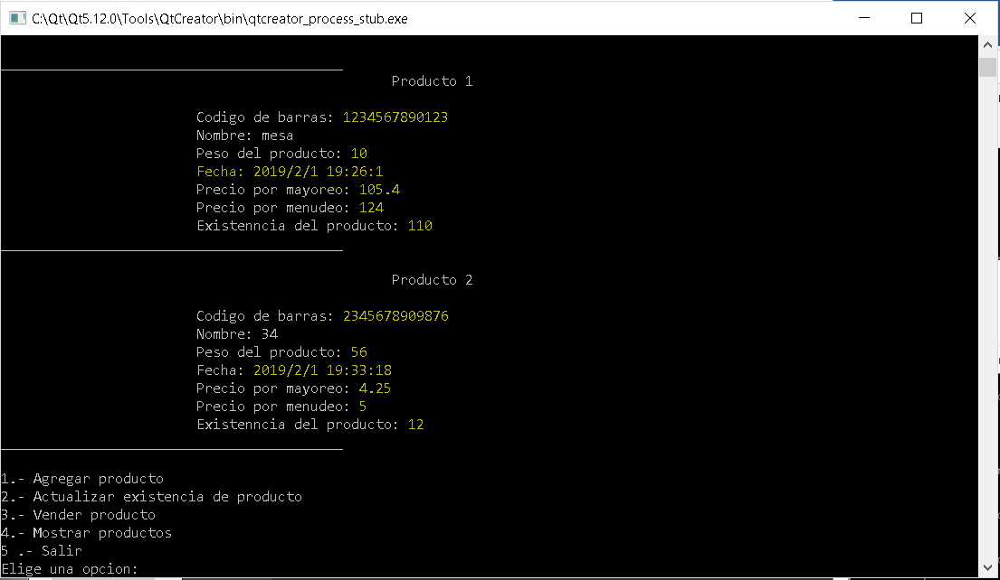 C:\Qt\Qt5.12.0\Tools\QtCreator\bin\qtcreator_process_stub.exe
Producto 1
Codigo de barras: 1234567890123
Nombre: mesa
Peso del producto: 10
Fecha: 2019/2/1 19:26:1
Precio por mayoreo: 105.4
Precio por menudeo: 124
Existenncia del producto: 110
Producto 2
Codigo de barras: 2345678909876
Nombre: 34
Peso del producto: 56
Fecha: 2019/2/1 19:33:18
Precio por mayoreo: 4.25
Precio por menudeo: 5
Existenncia del producto: 12
1.- Agregar producto
2.- Actualizar existencia de producto
3.- Vender producto
4.- Mostrar productos
5 .- Salir
Elige una opcion: